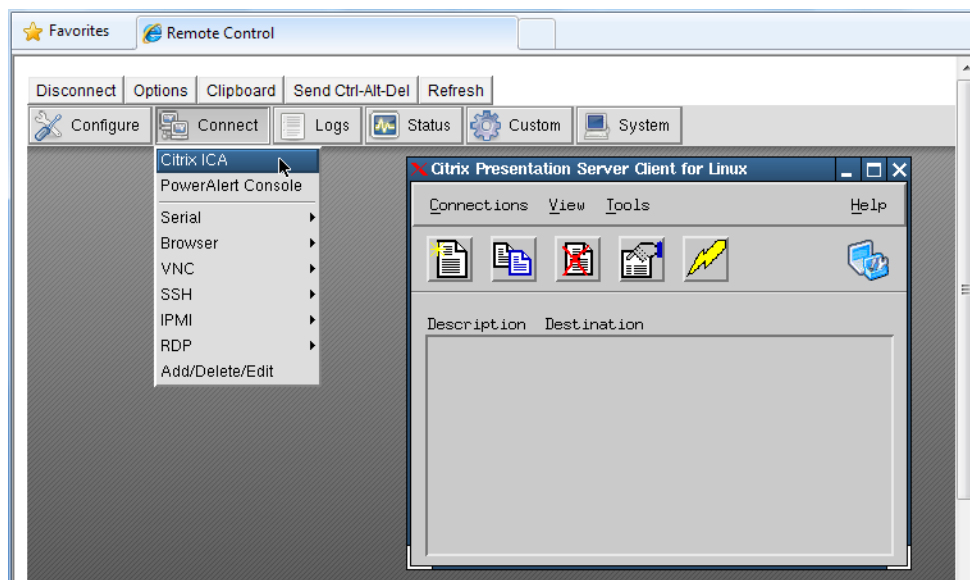 Favorites
Remote Control
Disconnect Options Clipboard Send Ctrl-Alt-Del Refresh
Configure Connect Logs Status Custom System
Citrix ICA
PowerAlert Console
Serial
Browser
VNC
SSH
IPMI
RDP
Add/Delete/Edit
Citrix Presentation Server Client for Linux
Connections View Tools Help
Description Destination